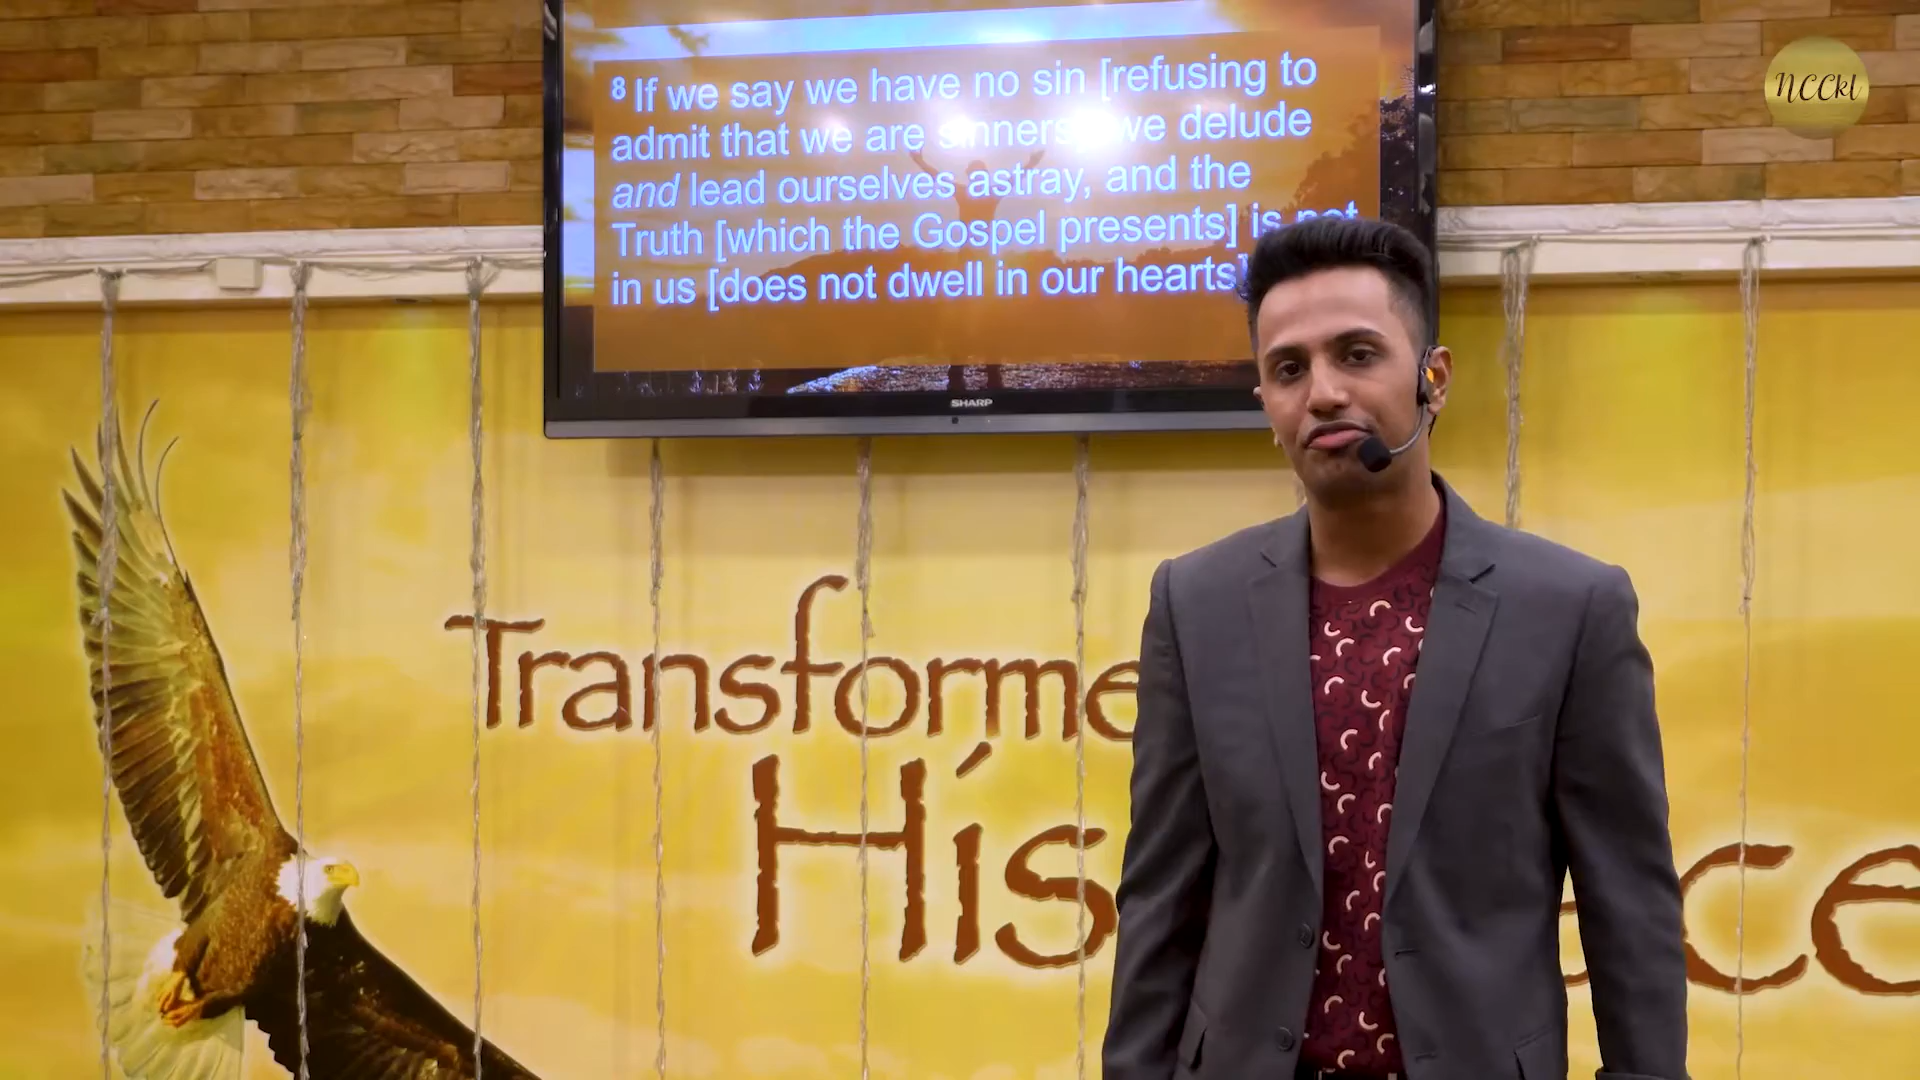 8 If we say we have no sin [refusing to
admit that we are sinners], we delude
and lead ourselves astray, and the
Truth [which the Gospel presents] is not
in us [does not dwell in our hearts]
SHARP
NCCkl
Transforme
His
ce